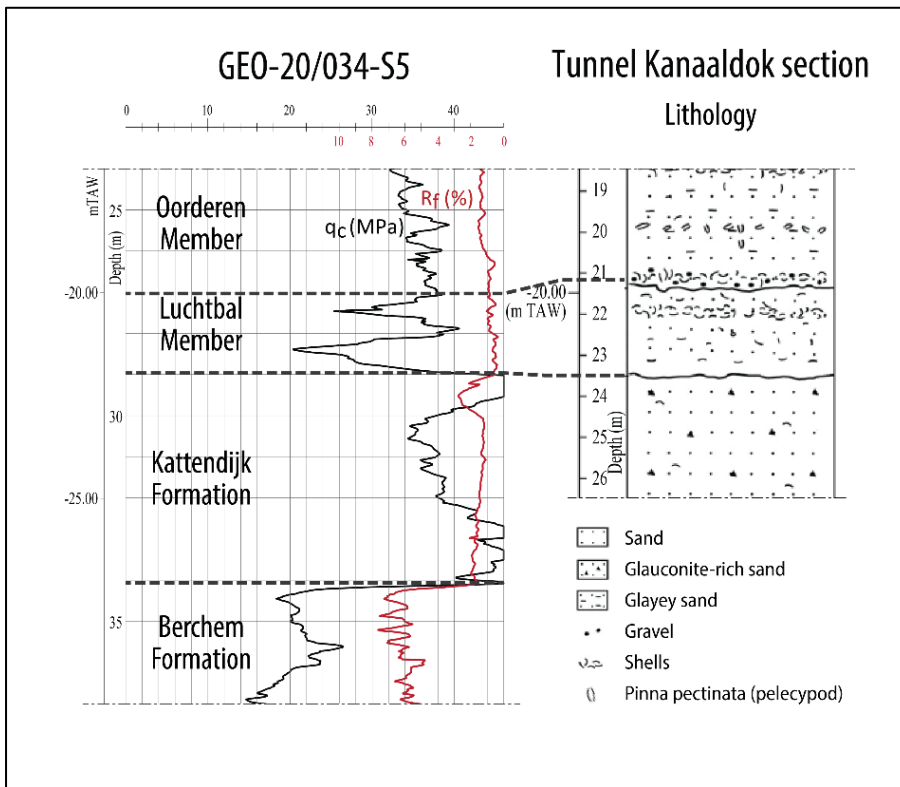 GEO-20/034-S5
Tunnel Kanaaldok section
Lithology
0 10 20 30 40
10 8 6 4 2 0
mTAW
Depth (m)
25
-20.00
30
-25.00
35
Oorderen
Member
qc (MPa)
Rf (%)
Luchtbal
Member
Kattendijk
Formation
Berchem
Formation
-20.00
(m TAW)
19
20
21
22
23
24
25
26
Depth (m)
Sand
Glauconite-rich sand
Glayey sand
Gravel
Shells
Pinna pectinata (pelecypod)